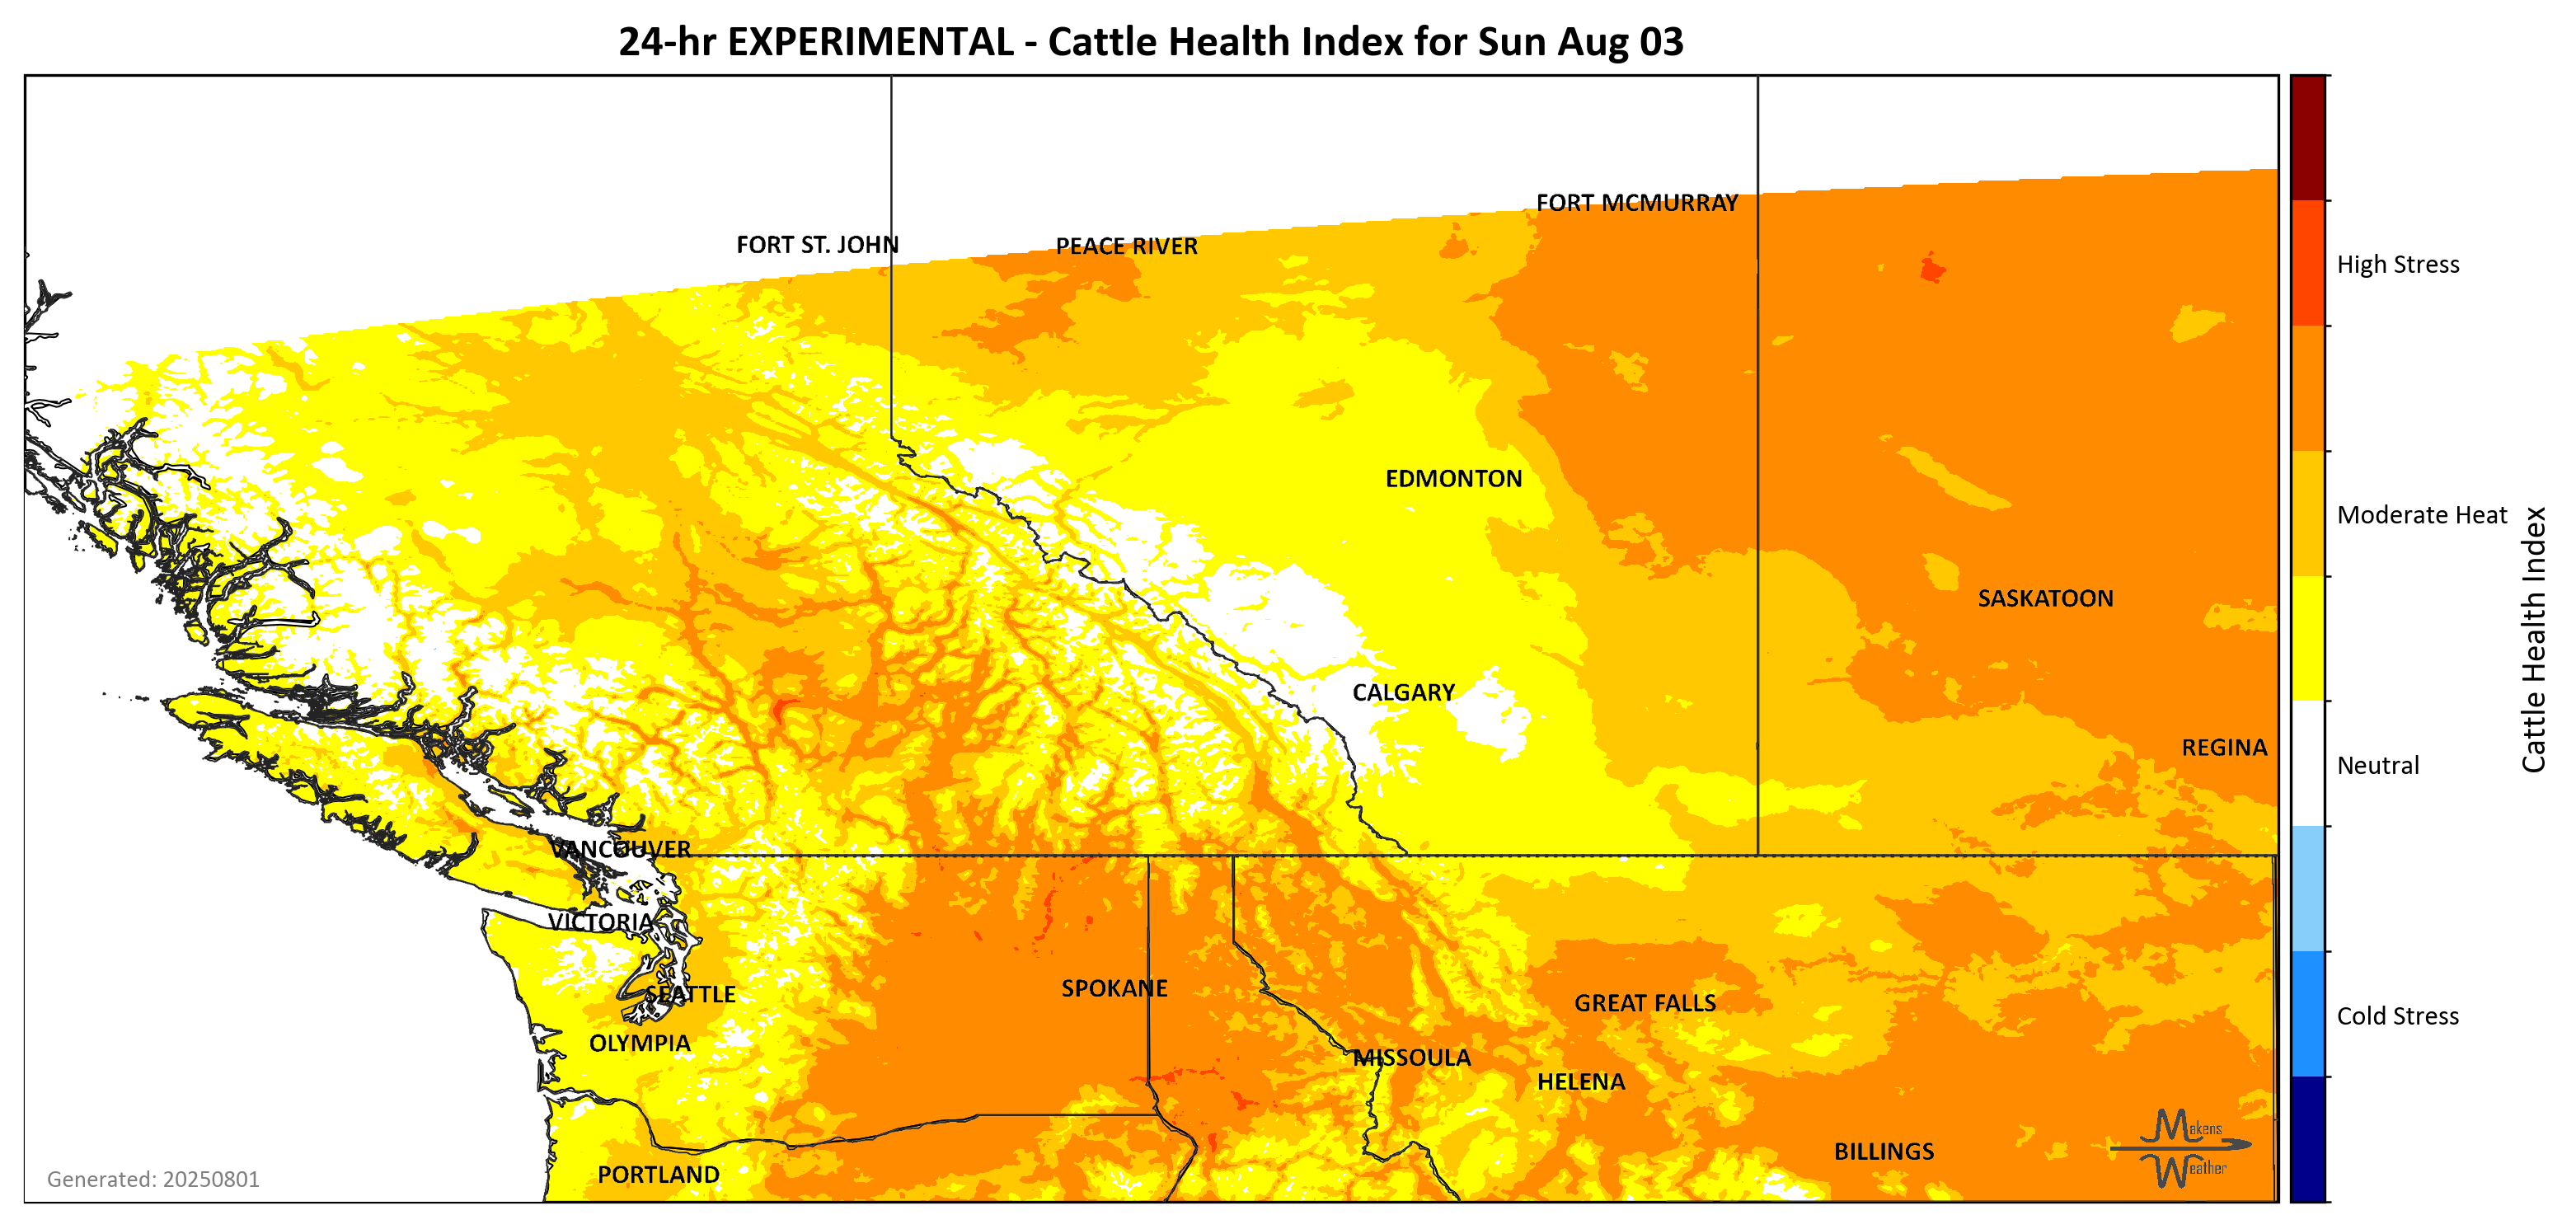 24-hr EXPERIMENTAL - Cattle Health Index for Sun Aug 03
FORT MCMURRAY
FORT ST. JOHN
PEACE RIVER
High Stress
EDMONTON
Moderate Heat
SASKATOON
Cattle Health Index
CALGARY
REGINA
Neutral
VANCOUVER
VICTORIA
SPOKANE
SEATTLE
GREAT FALLS
Cold Stress
OLYMPIA
MISSOULA
HELENA
Makens
Weather
BILLINGS
PORTLAND
Generated: 20250801